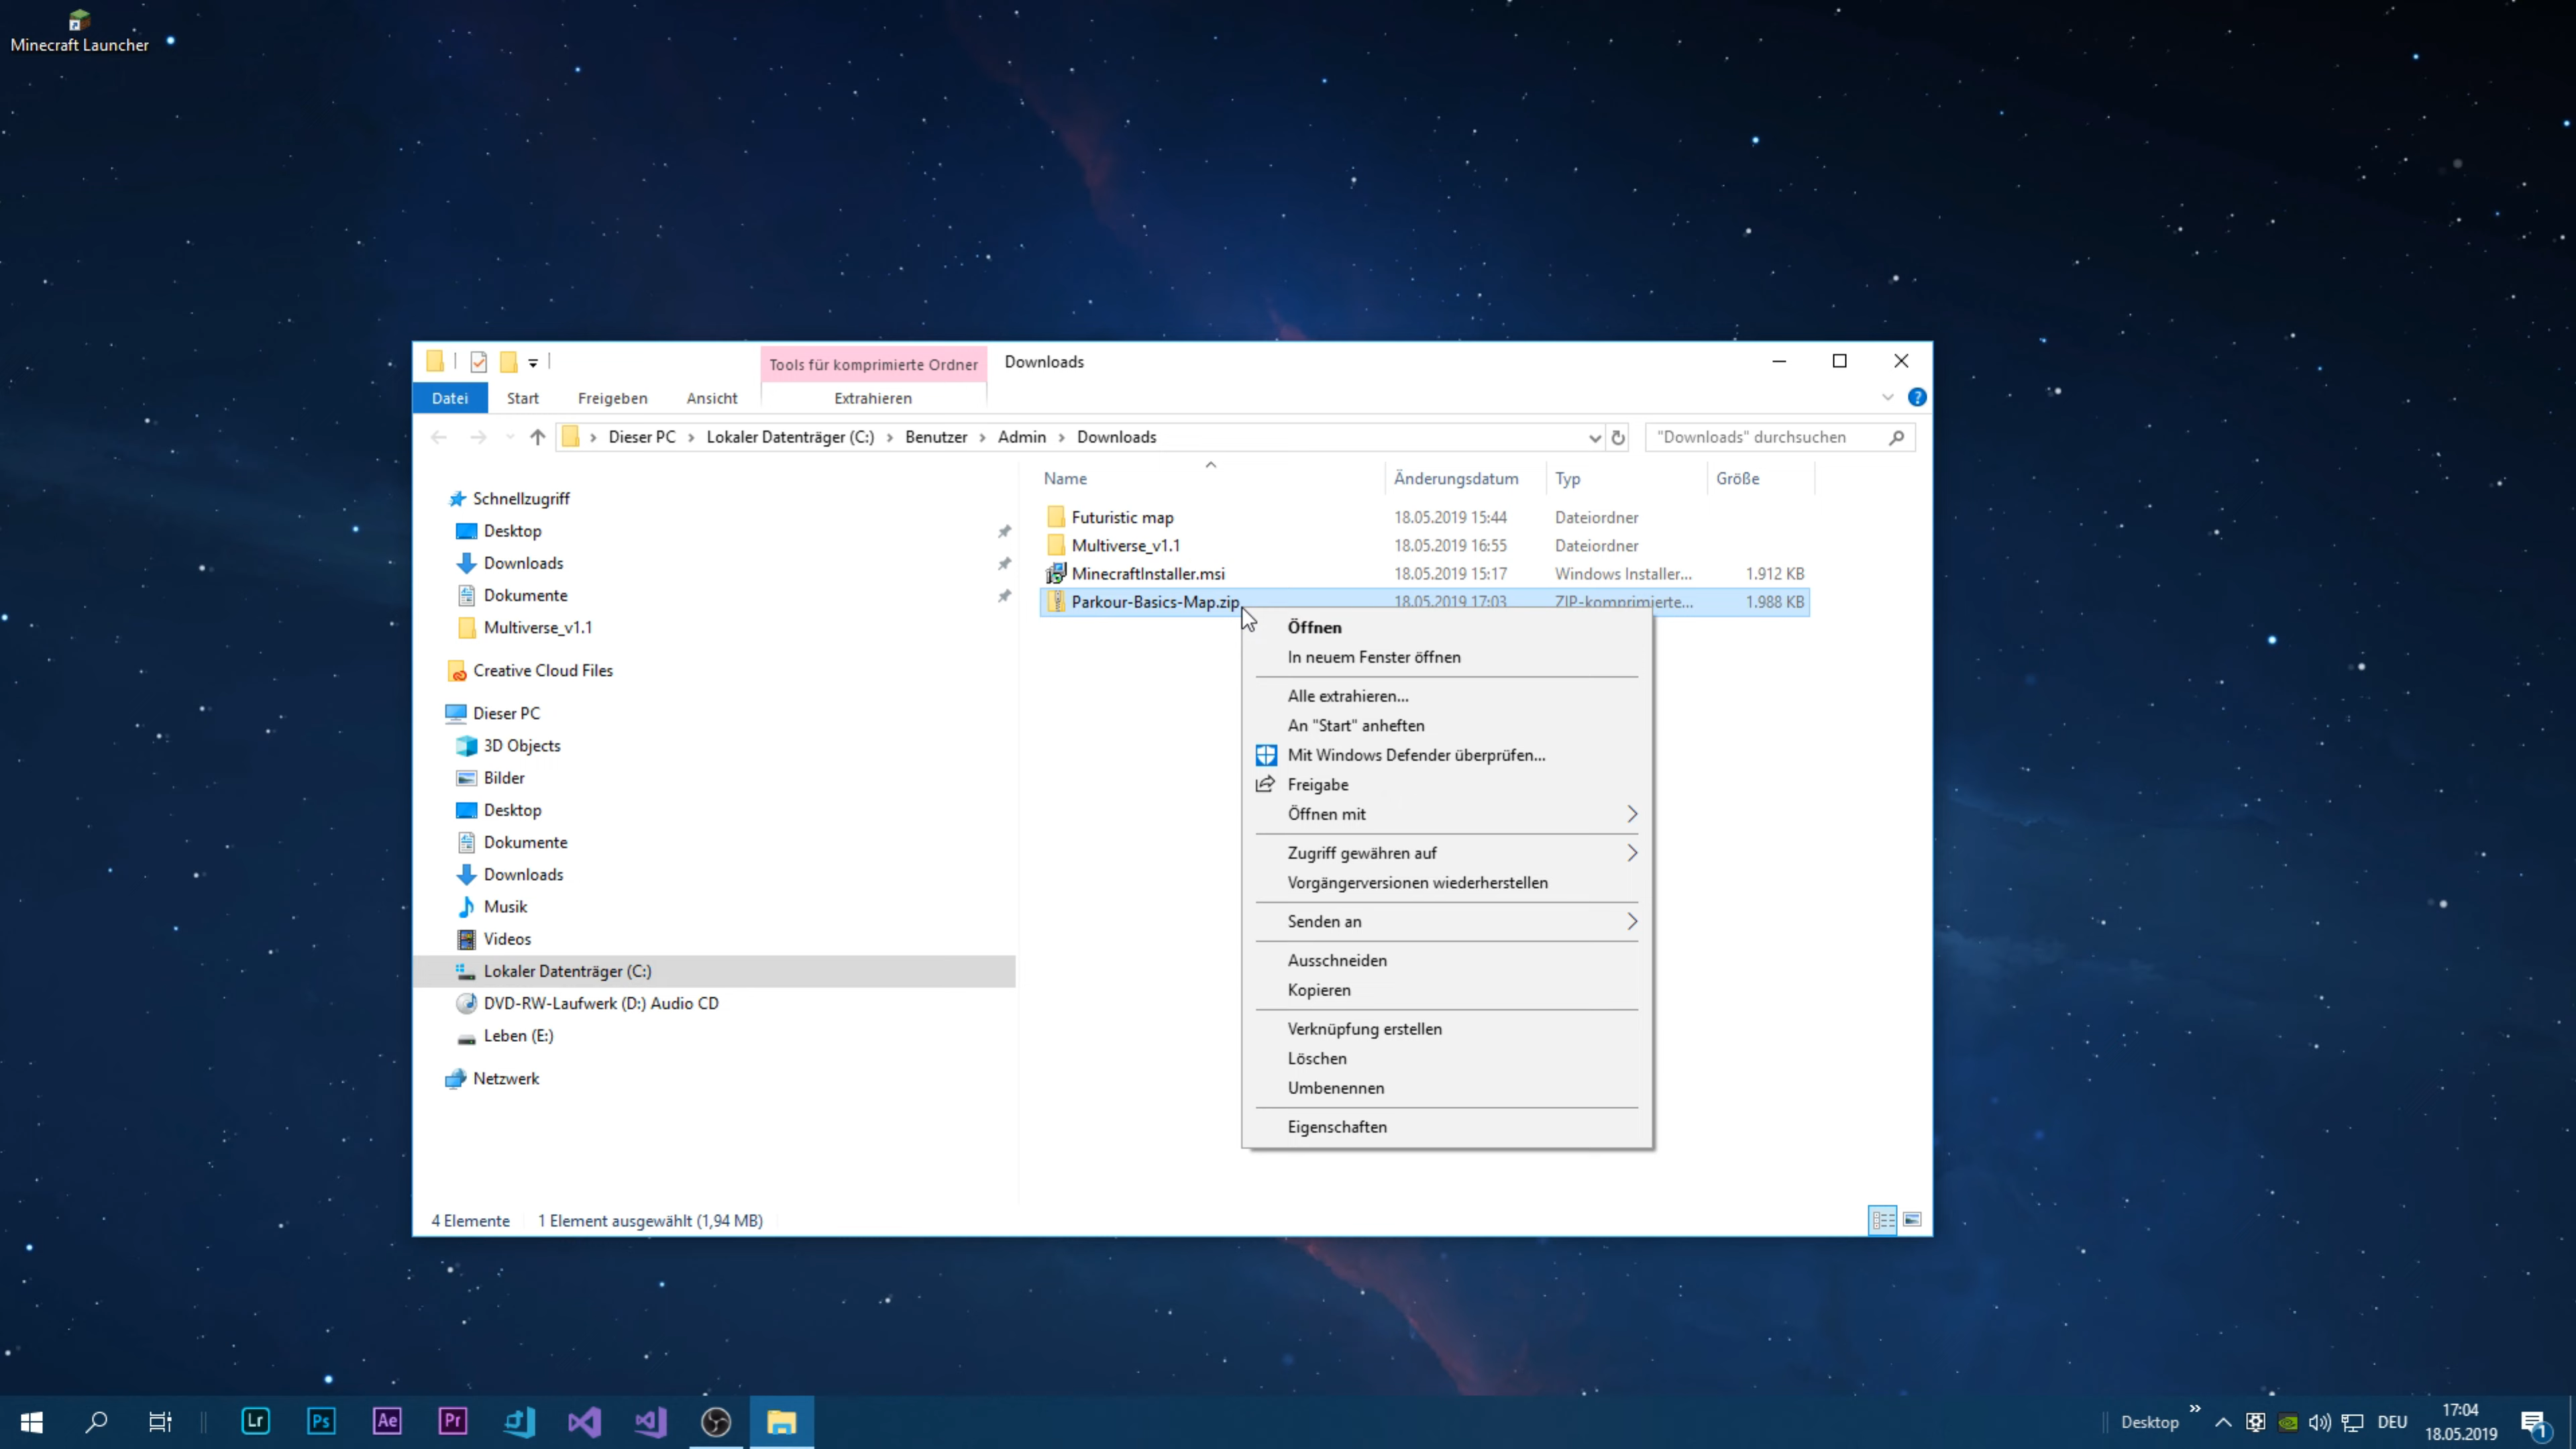 Minecraft Launcher
Tools für komprimierte Ordner
Downloads
Datei
Start
Freigeben
Ansicht
Extrahieren
Dieser PC
Lokaler Datenträger (C:)
Benutzer
Admin
Downloads
"Downloads" durchsuchen
Schnellzugriff
Desktop
Downloads
Dokumente
Multiverse_v1.1
Creative Cloud Files
Dieser PC
3D Objects
Bilder
Desktop
Dokumente
Downloads
Musik
Videos
Lokaler Datenträger (C:)
DVD-RW-Laufwerk (D:) Audio CD
Leben (E:)
Netzwerk
Name Änderungsdatum Typ Größe
Futuristic map 18.05.2019 15:44 Dateiordner
Multiverse_v1.1 18.05.2019 16:55 Dateiordner
MinecraftInstaller.msi 18.05.2019 15:17 Windows Installer... 1.912 KB
Parkour-Basics-Map.zip 18.05.2019 17:03 ZIP-komprimierte... 1.988 KB
Öffnen
In neuem Fenster öffnen
Alle extrahieren...
An "Start" anheften
Mit Windows Defender überprüfen...
Freigabe
Öffnen mit
Zugriff gewähren auf
Vorgängerversionen wiederherstellen
Senden an
Ausschneiden
Kopieren
Verknüpfung erstellen
Löschen
Umbenennen
Eigenschaften
4 Elemente
1 Element ausgewählt (1,94 MB)
Lr
Ps
Ae
Pr
Desktop
DEU
17:04
18.05.2019
1